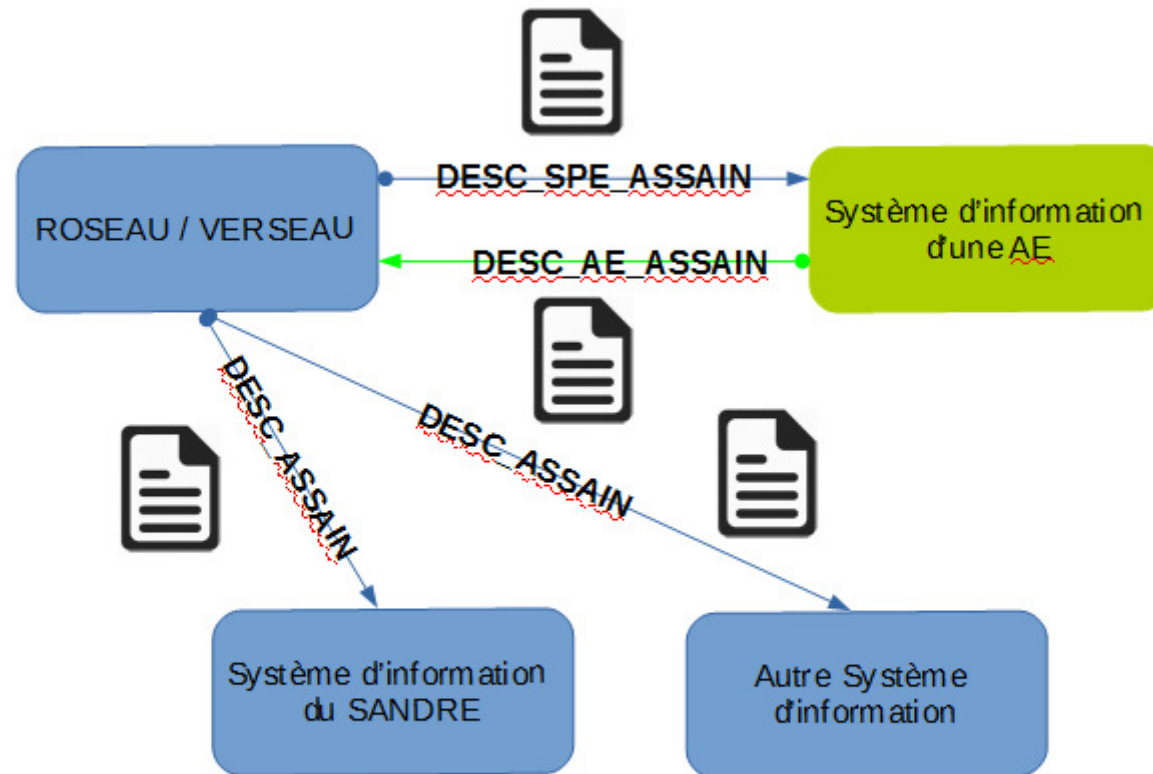 DESC_SPE_ASSAIN
ROSEAU / VERSEAU
Système d'information
d'une AE
DESC_AE_ASSAIN
DESC_ASSAIN
DESC_ASSAIN
Système d'information
du SANDRE
Autre Système
d'information